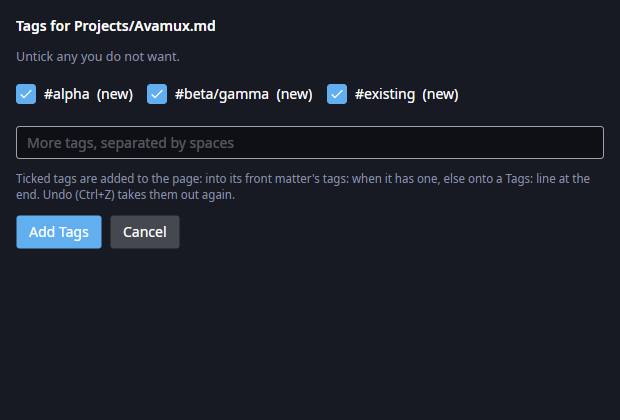 Tags for Projects/Avamux.md
Untick any you do not want.
#alpha (new) #beta/gamma (new) #existing (new)
More tags, separated by spaces
Ticked tags are added to the page: into its front matter's tags: when it has one, else onto a Tags: line at the
end. Undo (Ctrl+Z) takes them out again.
Add Tags Cancel